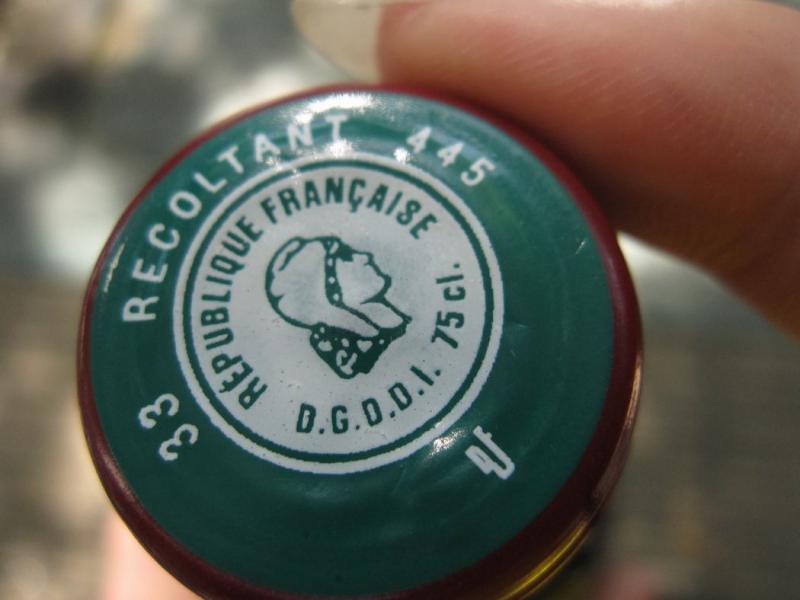 33 RECOLTANT 445
RÉPUBLIQUE FRANÇAISE
D.G.D.D.I. 75 cl.